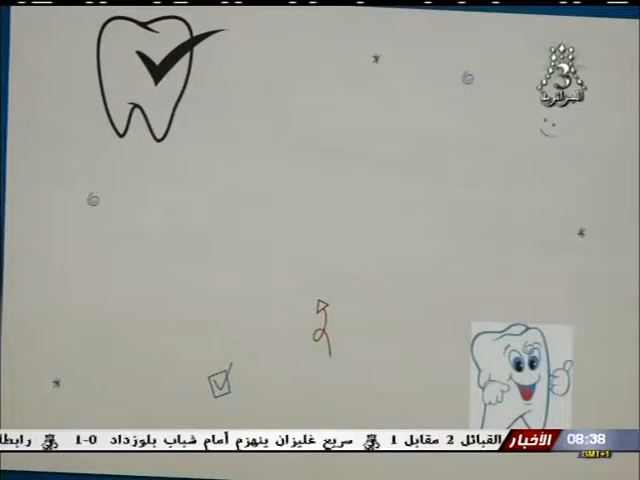 3
الجزائرية
القبائل 2 مقابل 1 سريع غليزان ينهزم أمام شباب بلوزداد 0-1 رابطة
الأخبار
08:38
GMT+1